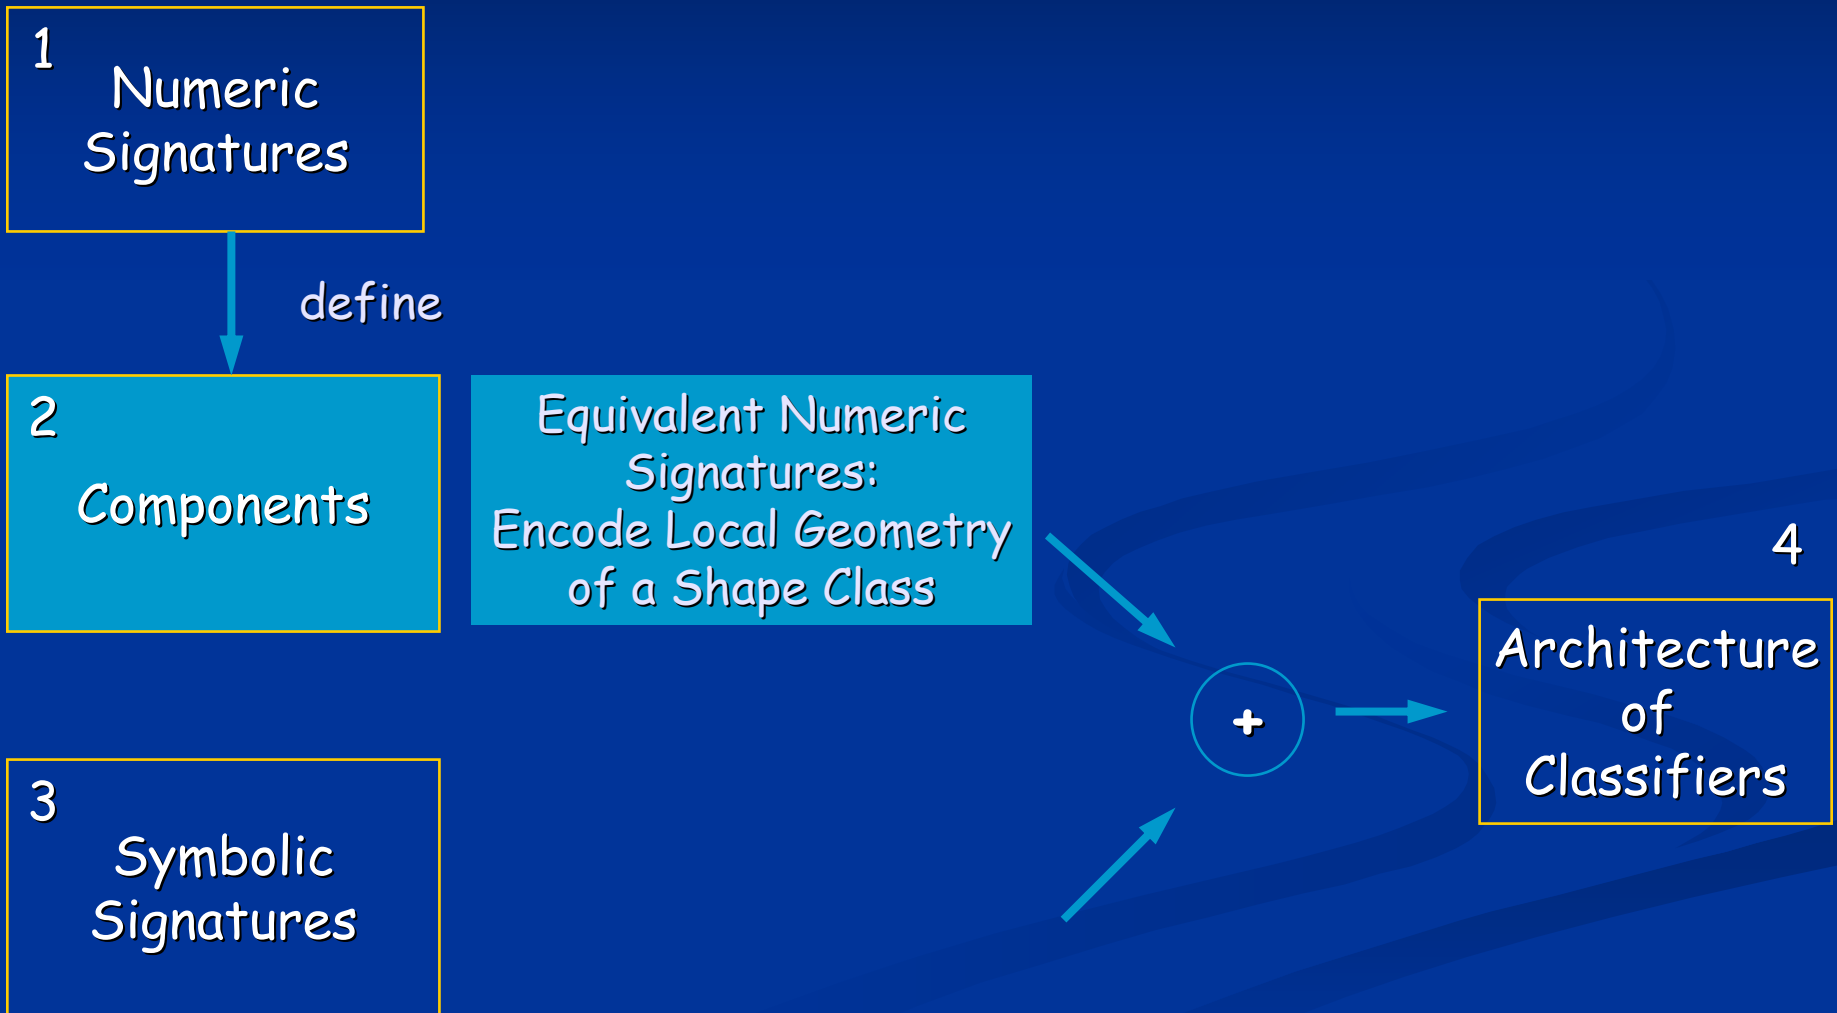 1
Numeric
Signatures
define
2
Components
Equivalent Numeric
Signatures:
Encode Local Geometry
of a Shape Class
3
Symbolic
Signatures
+
4
Architecture
of
Classifiers